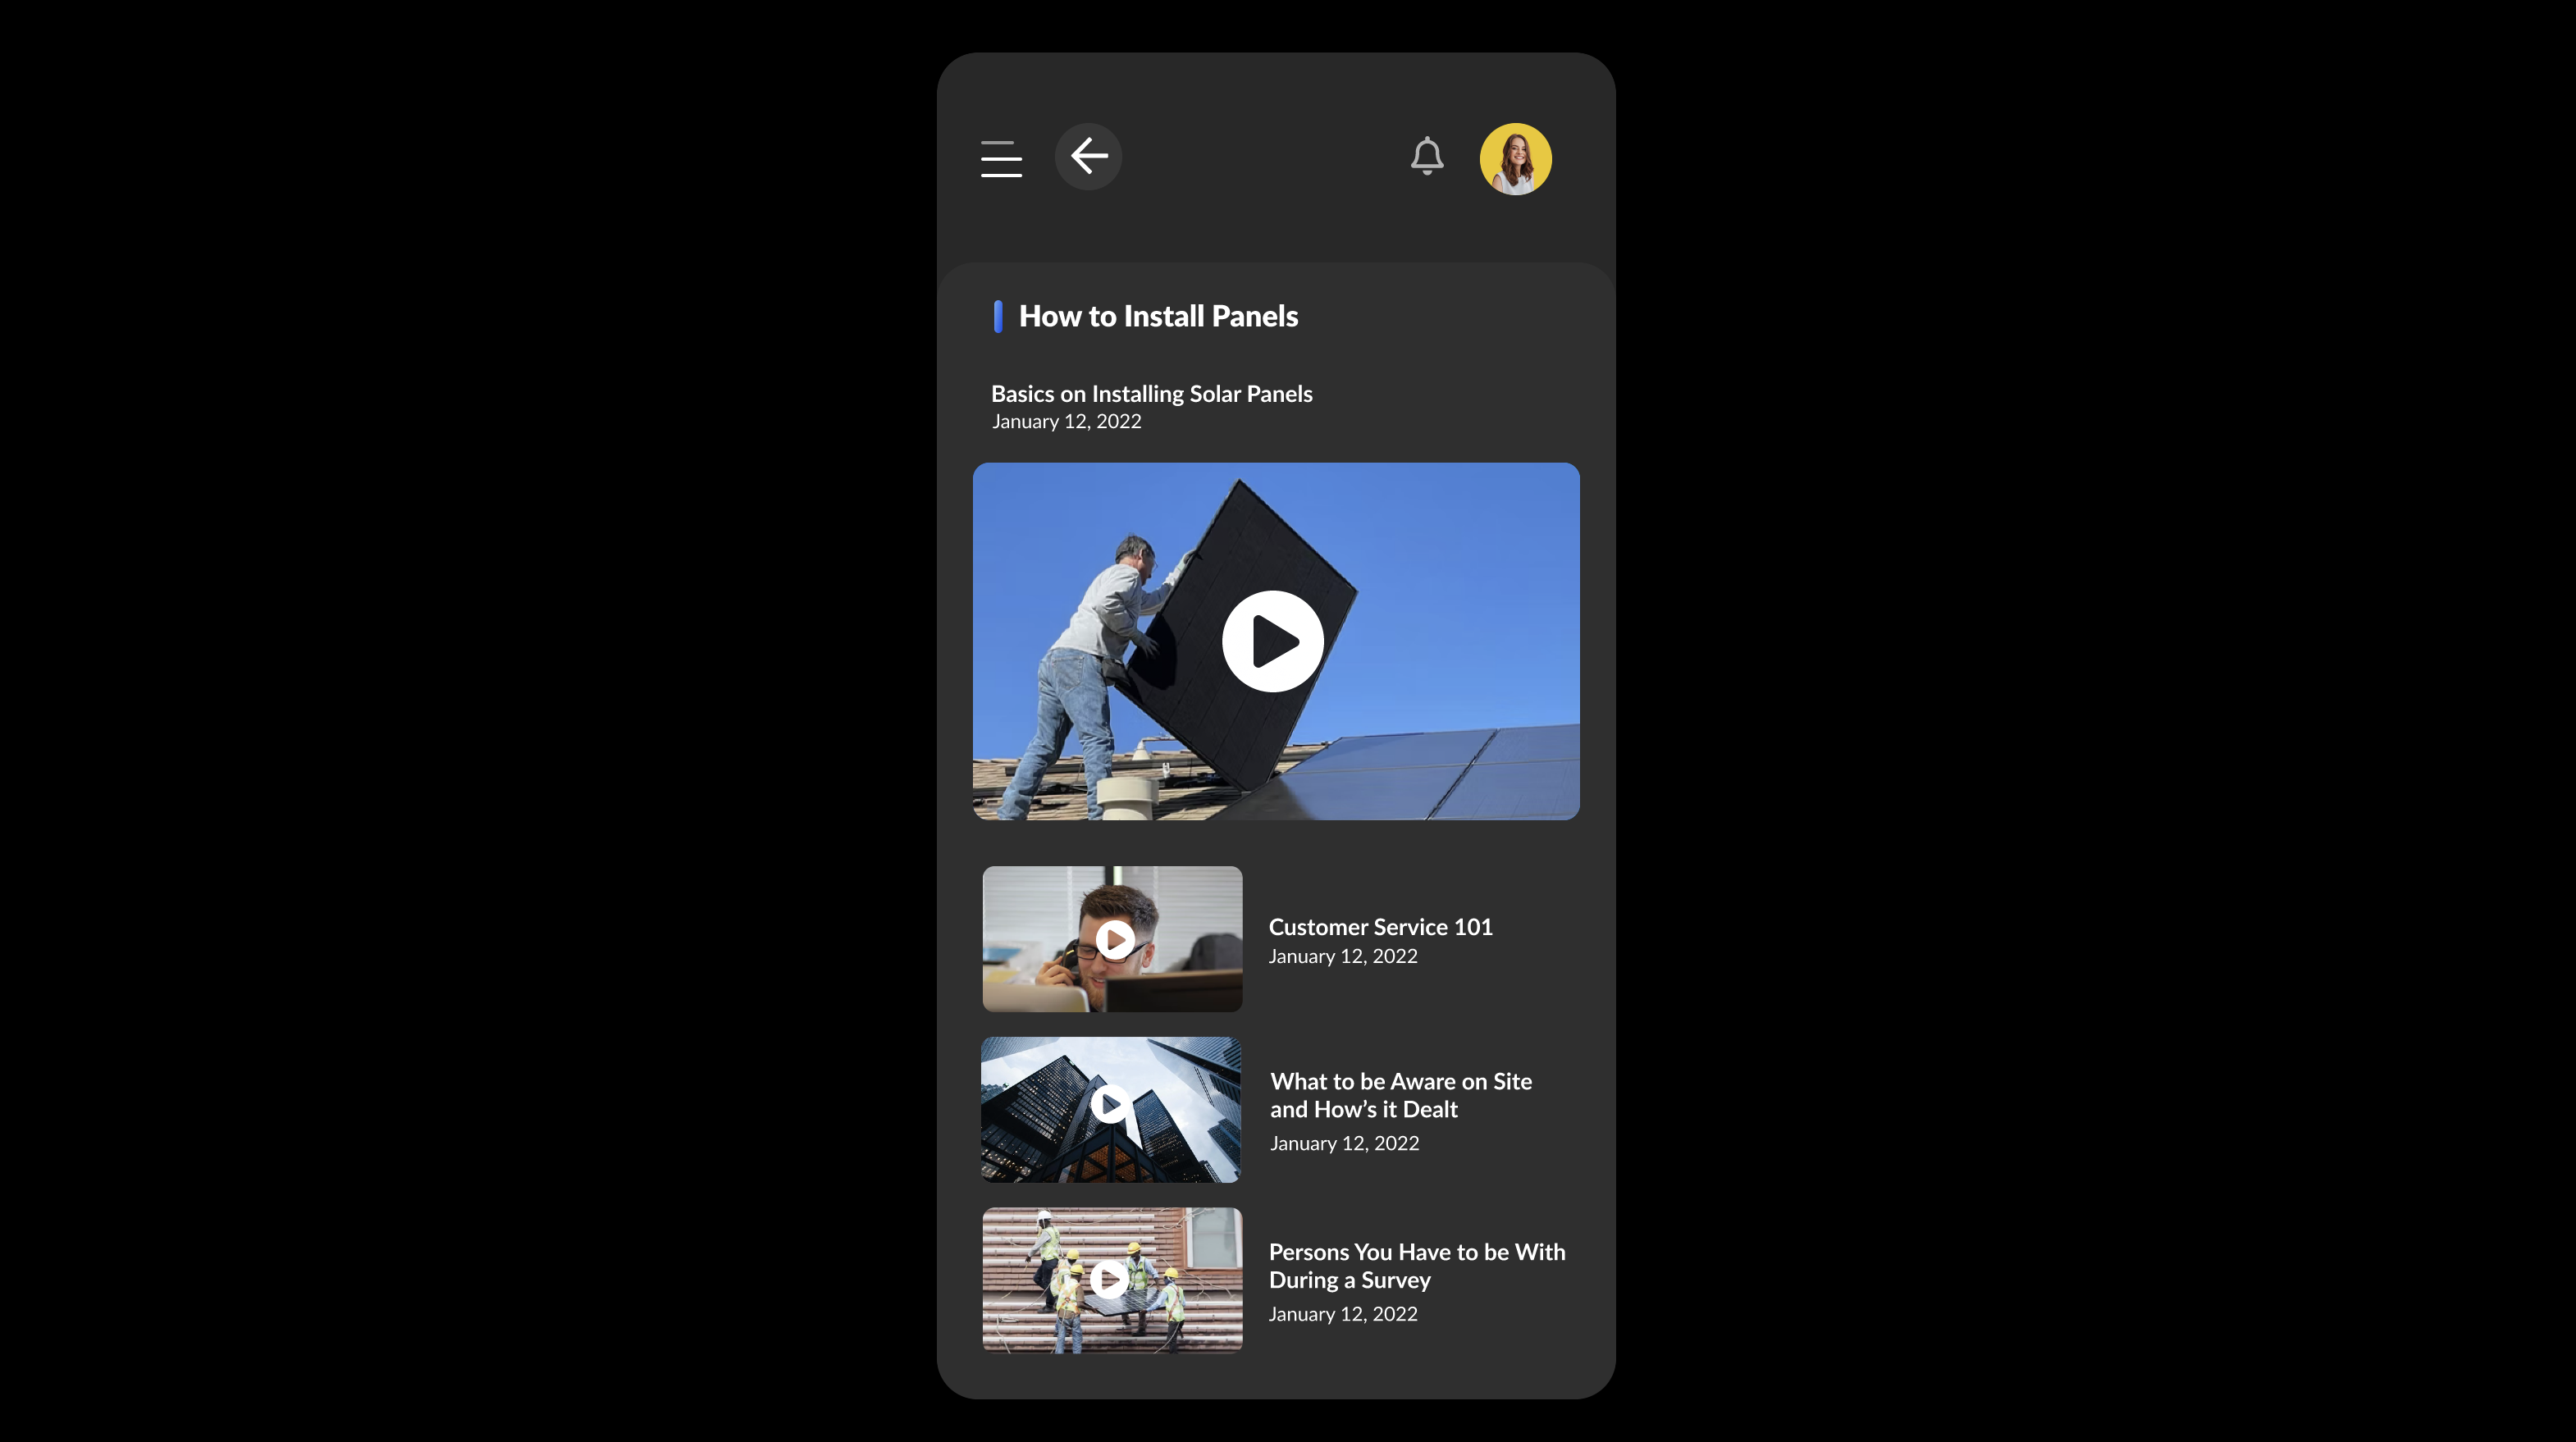 How to Install Panels
Basics on Installing Solar Panels
January 12, 2022
Customer Service 101
January 12, 2022
What to be Aware on Site
and How’s it Dealt
January 12, 2022
Persons You Have to be With
During a Survey
January 12, 2022